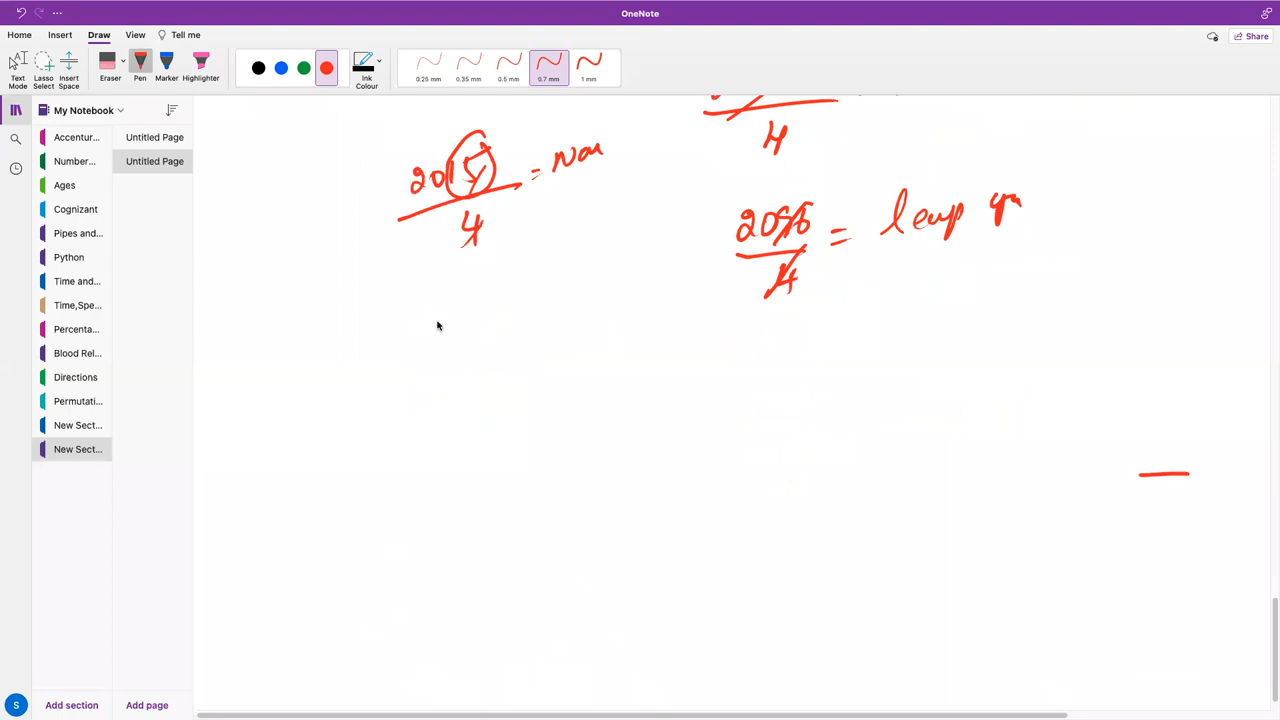 OneNote
Home Insert Draw View Tell me
Share
Text Mode
Lasso Select
Insert Space
Eraser
Pen
Marker
Highlighter
Ink Colour
0.25 mm
0.35 mm
0.5 mm
0.7 mm
1 mm
My Notebook
Accentur...
Number...
Ages
Cognizant
Pipes and...
Python
Time and...
Time,Spe...
Percenta...
Blood Rel...
Directions
Permutati...
New Sect...
New Sect...
Untitled Page
Untitled Page
4
2015 = Non
4
2056 = leap
4
S
Add section
Add page